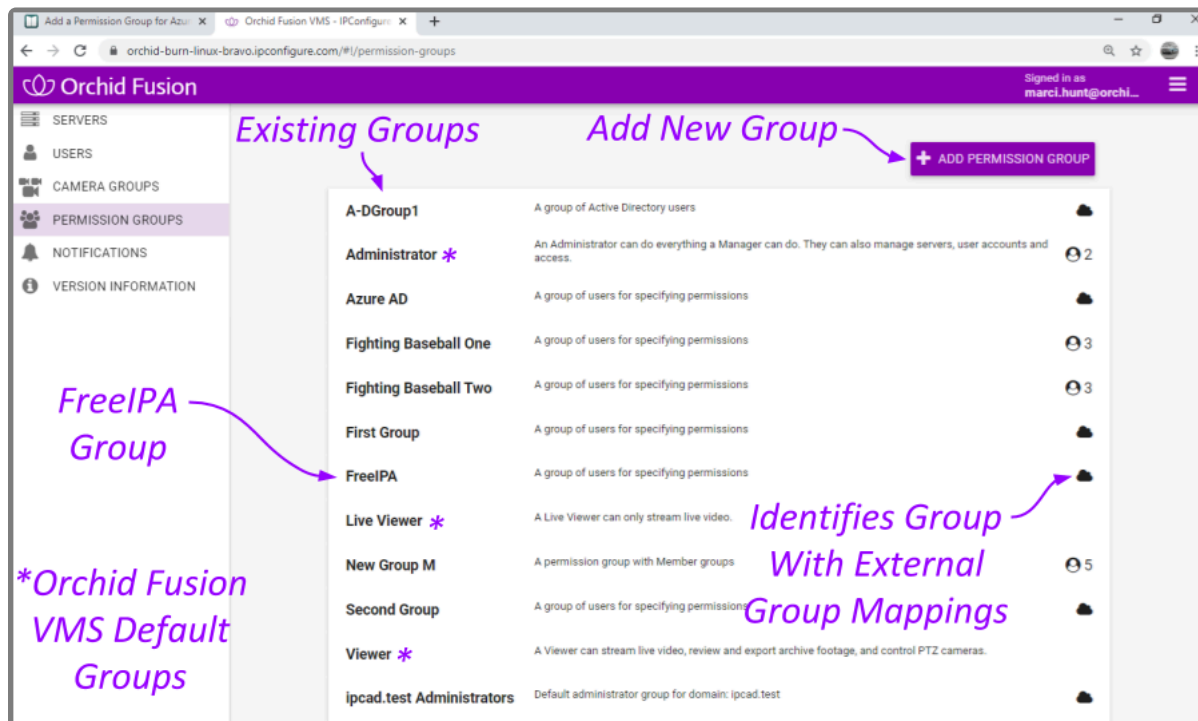 Add a Permission Group for Azur
Orchid Fusion VMS - IPConfigure
orchid-burn-linux-bravo.ipconfigure.com/#!/permission-groups
Orchid Fusion
Signed in as
marci.hunt@orchi...
SERVERS
USERS
CAMERA GROUPS
PERMISSION GROUPS
NOTIFICATIONS
VERSION INFORMATION
Existing Groups
Add New Group
+ ADD PERMISSION GROUP
A-DGroup1 A group of Active Directory users
Administrator * An Administrator can do everything a Manager can do. They can also manage servers, user accounts and
access. 2
Azure AD A group of users for specifying permissions
Fighting Baseball One A group of users for specifying permissions 3
Fighting Baseball Two A group of users for specifying permissions 3
First Group A group of users for specifying permissions
FreeIPA A group of users for specifying permissions
Live Viewer * A Live Viewer can only stream live video.
New Group M A permission group with Member groups 5
Second Group A group of users for specifying permissions
Viewer * A Viewer can stream live video, review and export archive footage, and control PTZ cameras.
ipcad.test Administrators Default administrator group for domain: ipcad.test
FreeIPA
Group
Identifies Group
With External
Group Mappings
*Orchid Fusion
VMS Default
Groups